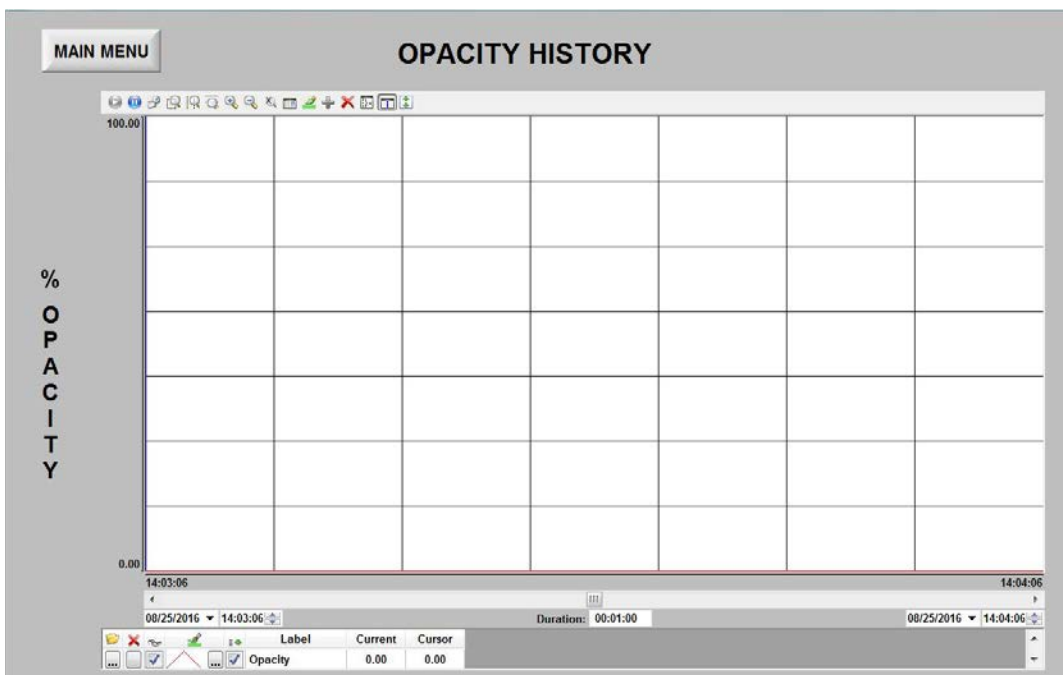 MAIN MENU
OPACITY HISTORY
100.00
% OPACITY
0.00
14:03:06 14:04:06
08/25/2016 14:03:06 Duration: 00:01:00 08/25/2016 14:04:06
Label Current Cursor
... ... Opacity 0.00 0.00